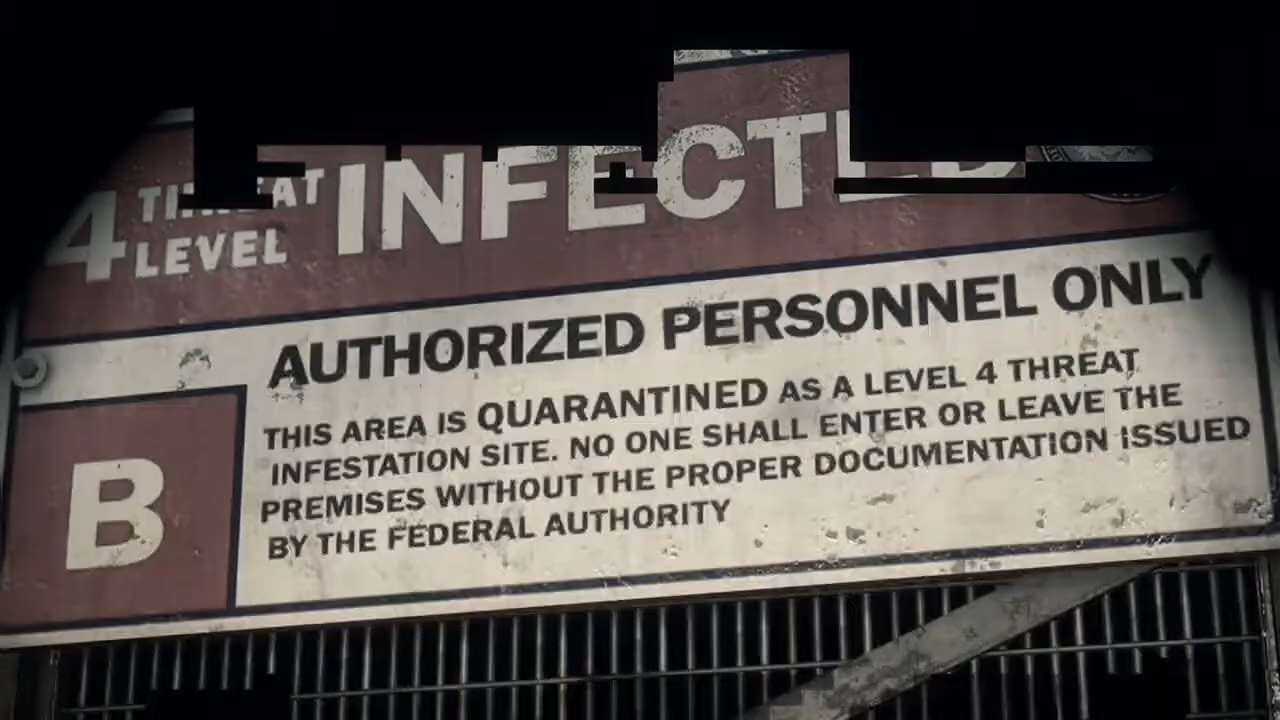 4 THREAT LEVEL INFECTED
AUTHORIZED PERSONNEL ONLY
B
THIS AREA IS QUARANTINED AS A LEVEL 4 THREAT
INFESTATION SITE. NO ONE SHALL ENTER OR LEAVE THE
PREMISES WITHOUT THE PROPER DOCUMENTATION ISSUED
BY THE FEDERAL AUTHORITY